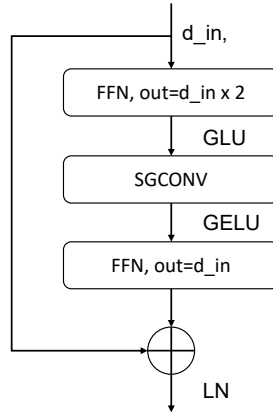 d_in,
FFN, out=d_in x 2
GLU
SGCONV
GELU
FFN, out=d_in
LN